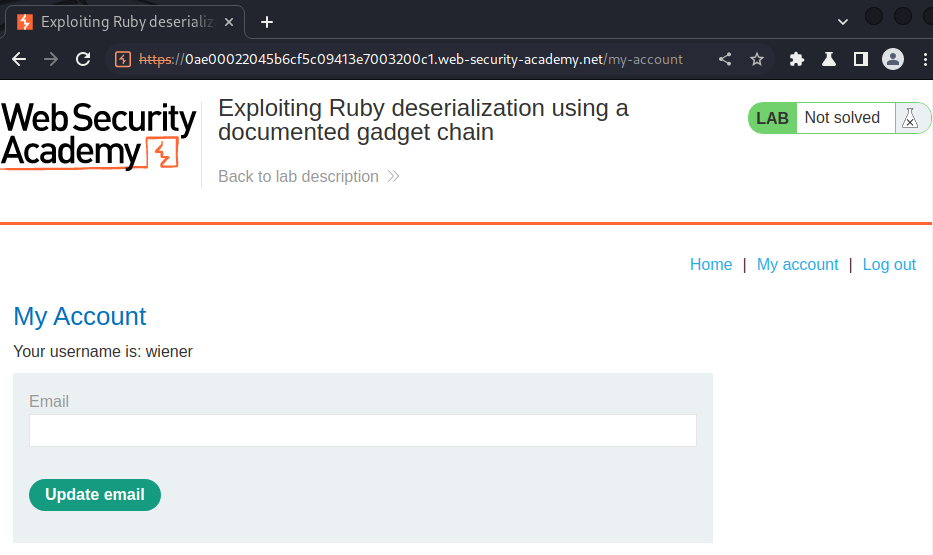 Exploiting Ruby deserializ
https://0ae00022045b6cf5c09413e7003200c1.web-security-academy.net/my-account
Web Security
Academy
Exploiting Ruby deserialization using a
documented gadget chain
LAB Not solved
Back to lab description
Home | My account | Log out
My Account
Your username is: wiener
Email
Update email